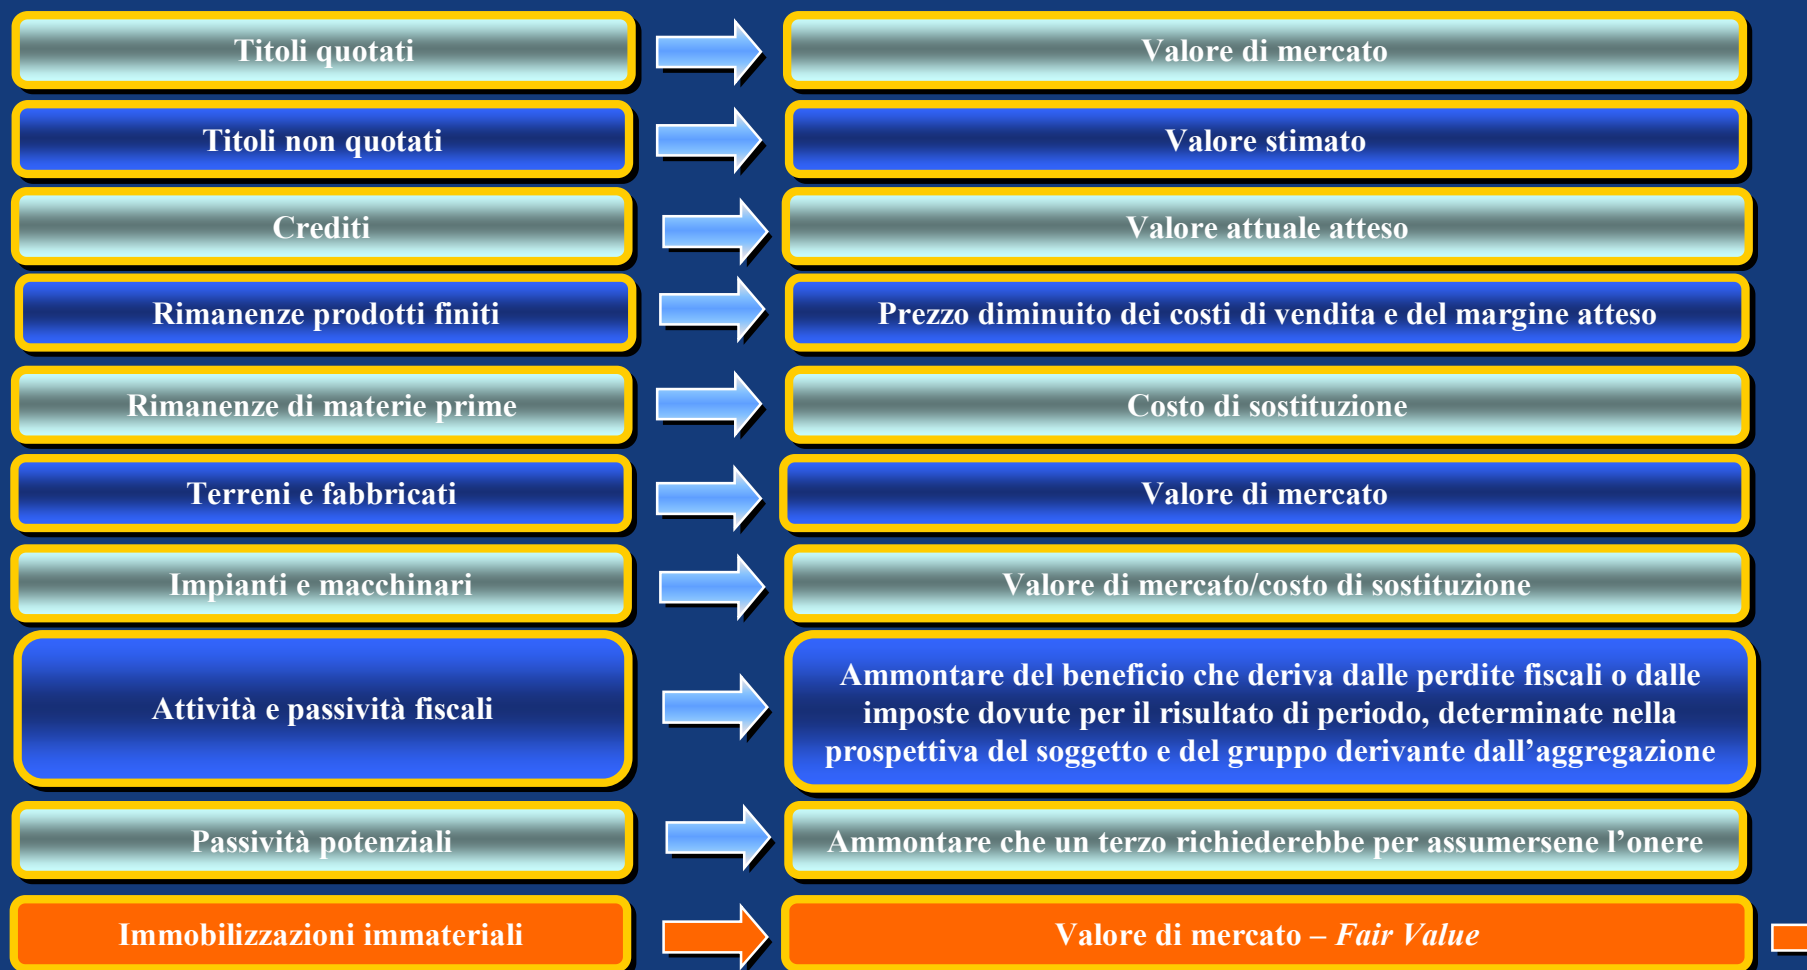 Titoli quotati
Valore di mercato
Titoli non quotati
Valore stimato
Crediti
Valore attuale atteso
Rimanenze prodotti finiti
Prezzo diminuito dei costi di vendita e del margine atteso
Rimanenze di materie prime
Costo di sostituzione
Terreni e fabbricati
Valore di mercato
Impianti e macchinari
Valore di mercato/costo di sostituzione
Attività e passività fiscali
Ammontare del beneficio che deriva dalle perdite fiscali o dalle
imposte dovute per il risultato di periodo, determinate nella
prospettiva del soggetto e del gruppo derivante dall’aggregazione
Passività potenziali
Ammontare che un terzo richiederebbe per assumersene l’onere
Immobilizzazioni immateriali
Valore di mercato – Fair Value